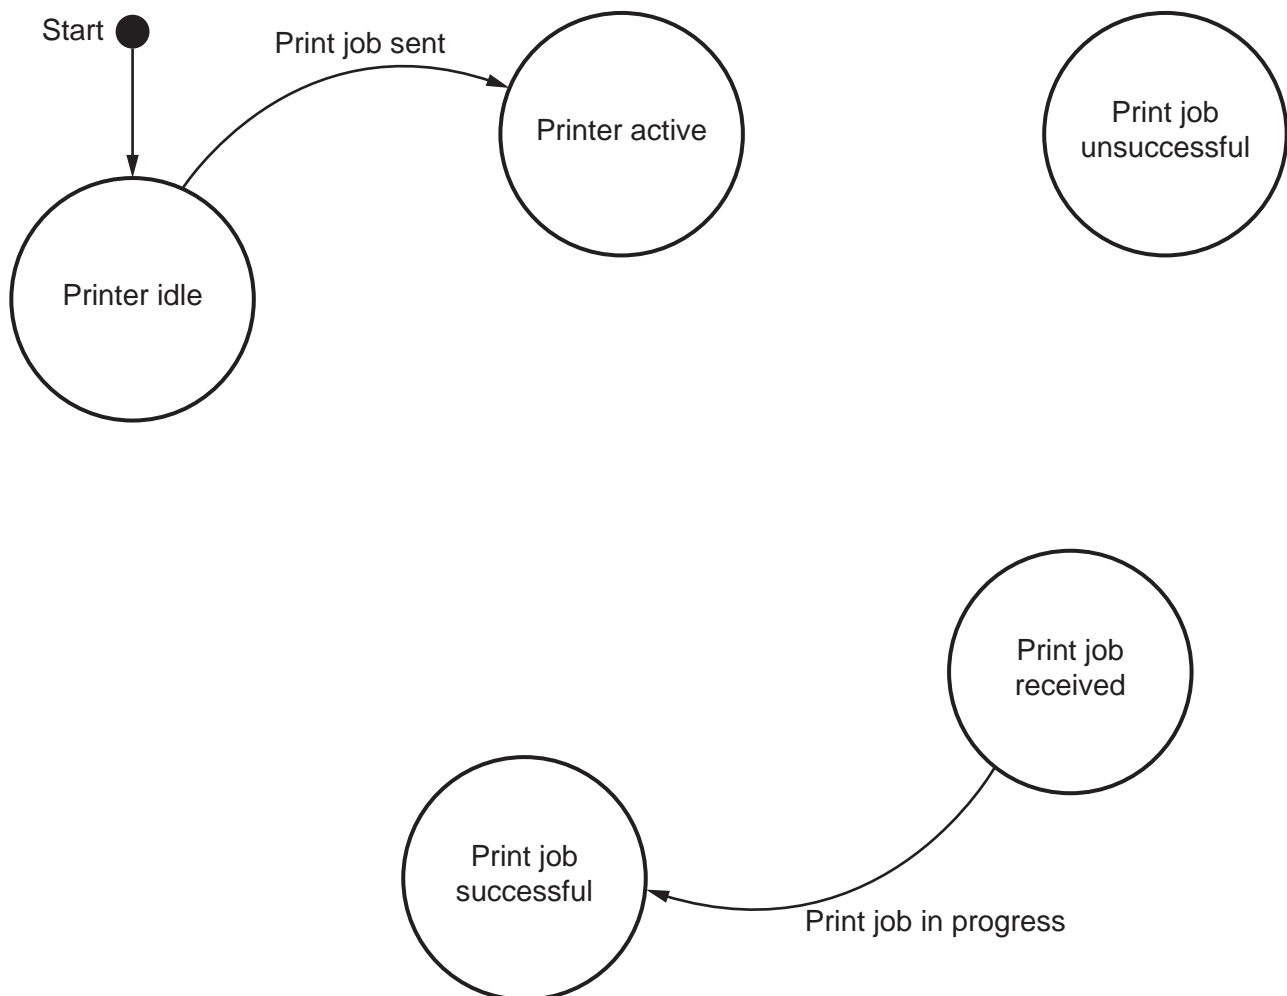 Start
Print job sent
Printer active
Print job
unsuccessful
Printer idle
Print job
received
Print job
successful
Print job in progress